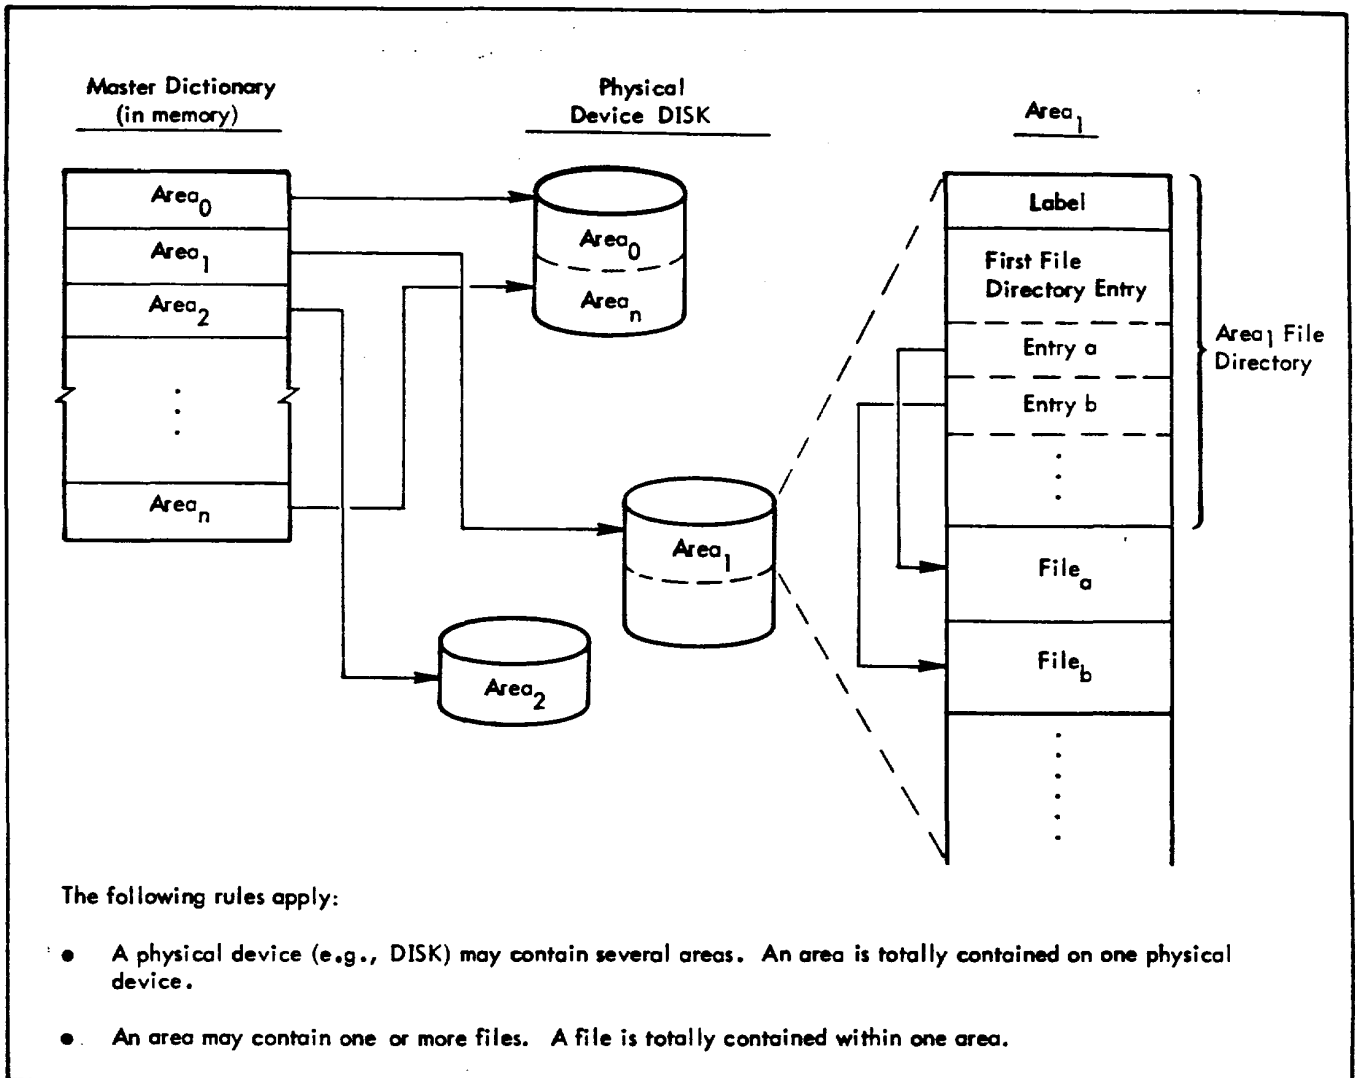 Master Dictionary
(in memory)
Area0
Area1
Area2
Arean
Physical
Device DISK
Area0
Arean
Area1
Area2
Area1
Label
First File
Directory Entry
Entry a
Entry b
Filea
Fileb
Area1 File
Directory
The following rules apply:
• A physical device (e.g., DISK) may contain several areas. An area is totally contained on one physical
device.
• An area may contain one or more files. A file is totally contained within one area.